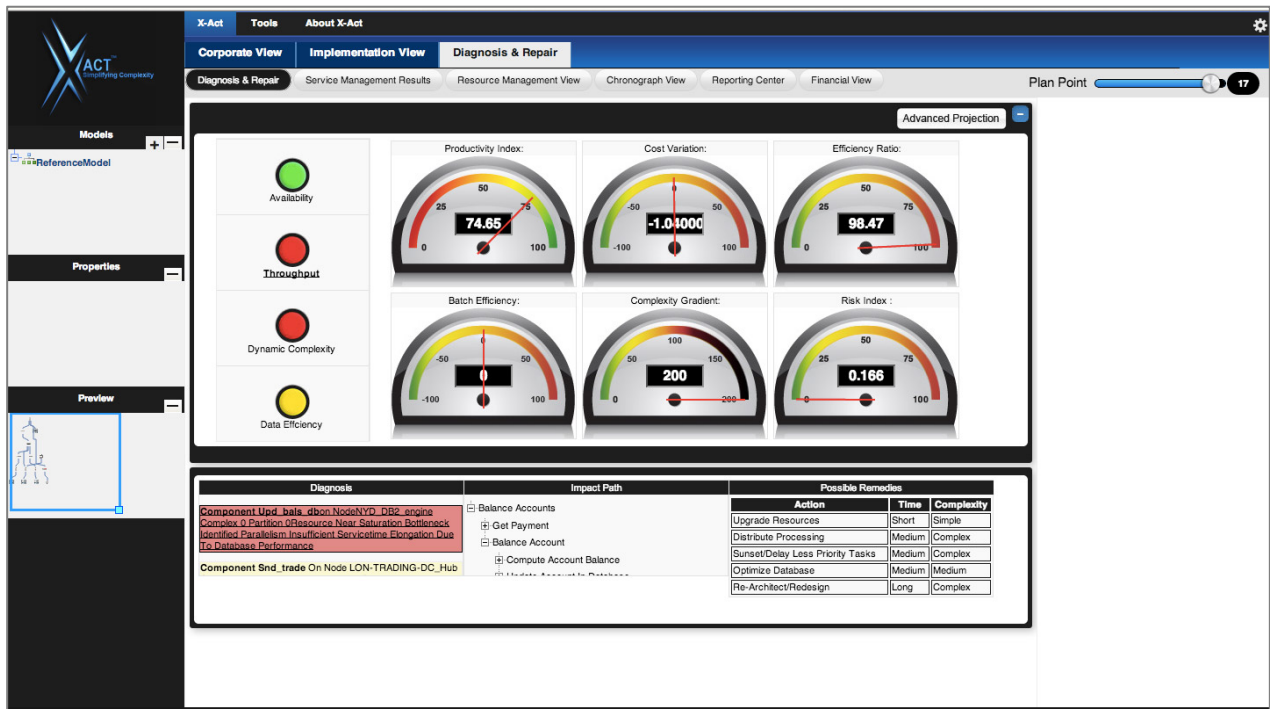 X-Act Tools About X-Act
ACT™
Simplifying Complexity
Corporate View Implementation View Diagnosis & Repair
Diagnosis & Repair Service Management Results Resource Management View Chronograph View Reporting Center Financial View
Plan Point 17
Models
+ −
ReferenceModel
Properties
−
Preview
−
Advanced Projection
−
Availability
Throughput
Dynamic Complexity
Data Effciency
Productivity Index:
0 25 50 75 100
74.65
Cost Variation:
-100 -50 0 50 100
-1.04000
Efficiency Ratio:
0 25 50 75 100
98.47
Batch Efficiency:
-100 -50 0 50 100
0
Complexity Gradient:
0 50 100 150 200
200
Risk Index :
0 25 50 75 100
0.166
Diagnosis
Component Upd_bals_dbon NodeNYD_DB2_engine
Complex 0 Partition 0Resource Near Saturation Bottleneck
Identified Parallelism Insufficient Servicetime Elongation Due
To Database Performance
Component Snd_trade On Node LON-TRADING-DC_Hub
Impact Path
Balance Accounts
Get Payment
Balance Account
Compute Account Balance
Update Account In Database
Possible Remedies
Action Time Complexity
Upgrade Resources Short Simple
Distribute Processing Medium Complex
Sunset/Delay Less Priority Tasks Medium Complex
Optimize Database Medium Medium
Re-Architect/Redesign Long Complex